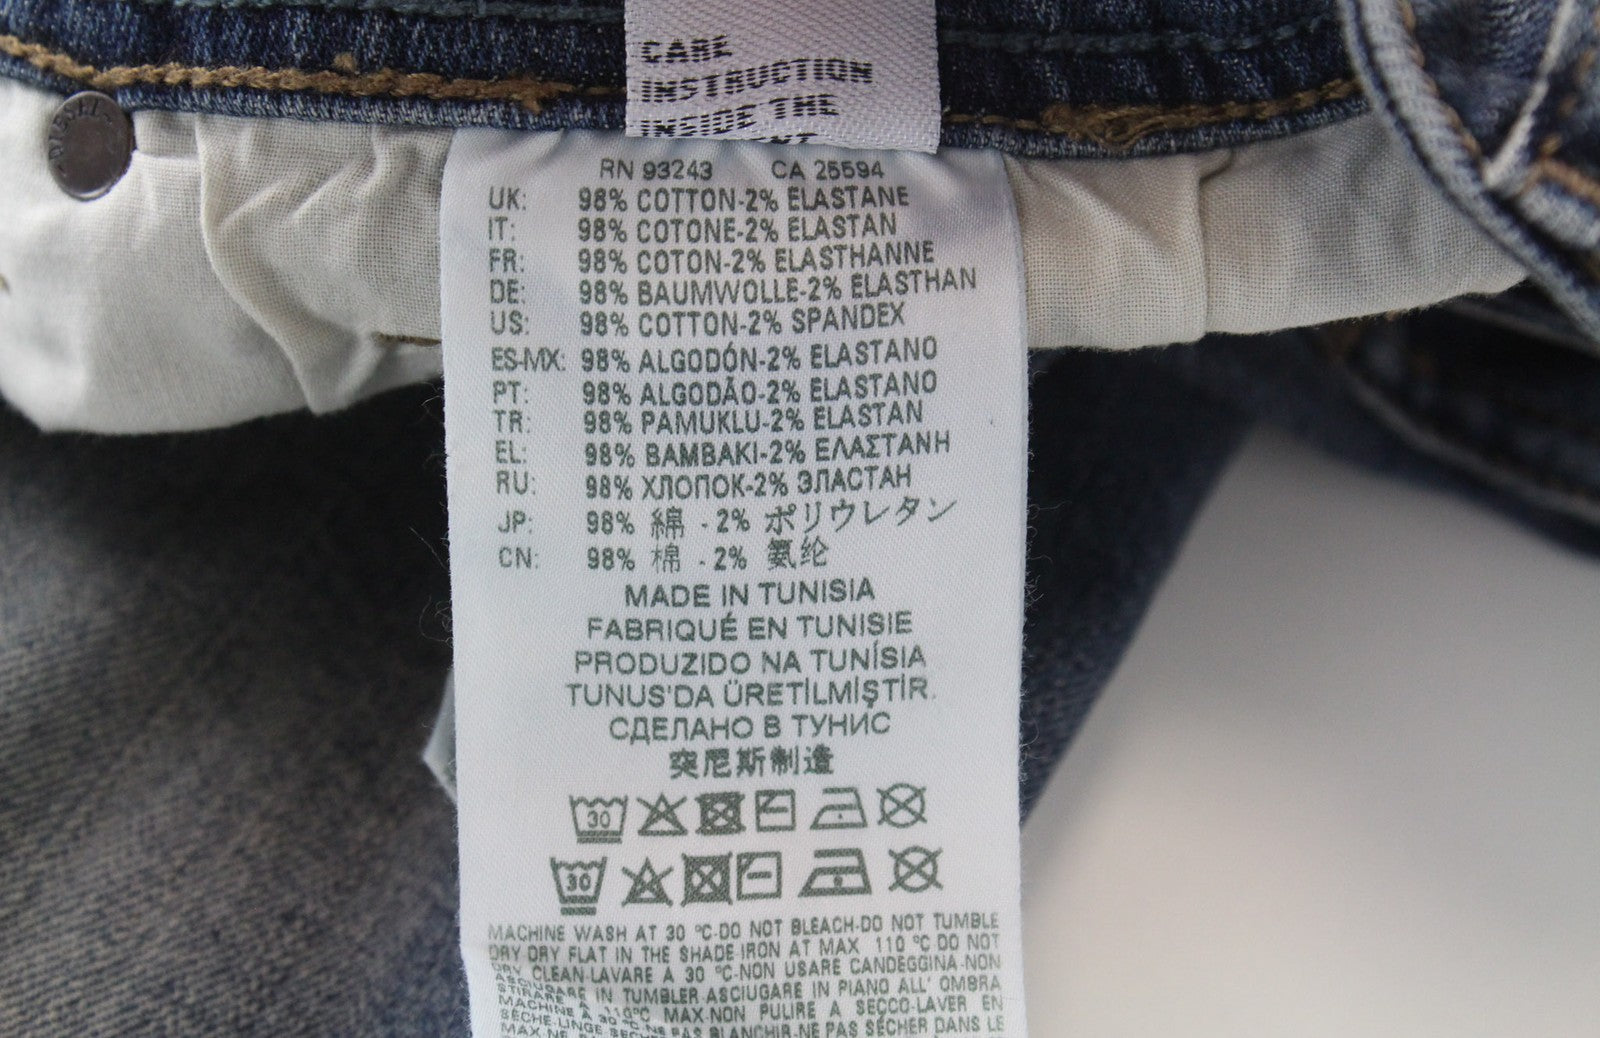 CARE
INSTRUCTION
INSIDE THE
RN 93243 CA 25594
UK: 98% COTTON-2% ELASTANE
IT: 98% COTONE-2% ELASTAN
FR: 98% COTON-2% ELASTHANNE
DE: 98% BAUMWOLLE-2% ELASTHAN
US: 98% COTTON-2% SPANDEX
ES-MX: 98% ALGODÓN-2% ELASTANO
PT: 98% ALGODÃO-2% ELASTANO
TR: 98% PAMUKLU-2% ELASTAN
EL: 98% BAMBAKI-2% ΕΛΑΣΤΑΝΗ
RU: 98% ХЛОПОК-2% ЭЛАСТАН
JP: 98% 綿 - 2% ポリウレタン
CN: 98% 棉 - 2% 氨纶
MADE IN TUNISIA
FABRIQUÉ EN TUNISIE
PRODUZIDO NA TUNÍSIA
TUNUS'DA ÜRETİLMİŞTİR.
СДЕЛАНО В ТУНИС
突尼斯制造
30
30
MACHINE WASH AT 30 °C-DO NOT BLEACH-DO NOT TUMBLE
DRY DRY FLAT IN THE SHADE-IRON AT MAX 110 °C DO NOT
DRY CLEAN-LAVARE A 30 °C-NON USARE CANDEGGINA-NON
ASCIUGARE IN TUMBLER-ASCIUGARE IN PIANO ALL' OMBRA
STIRARE A 110°C MAX-NON PULIRE A SECCO-LAVER EN
MACHINE A 30 °C-NE PAS BLANCHIR-NE PAS SÉCHER DANS LE